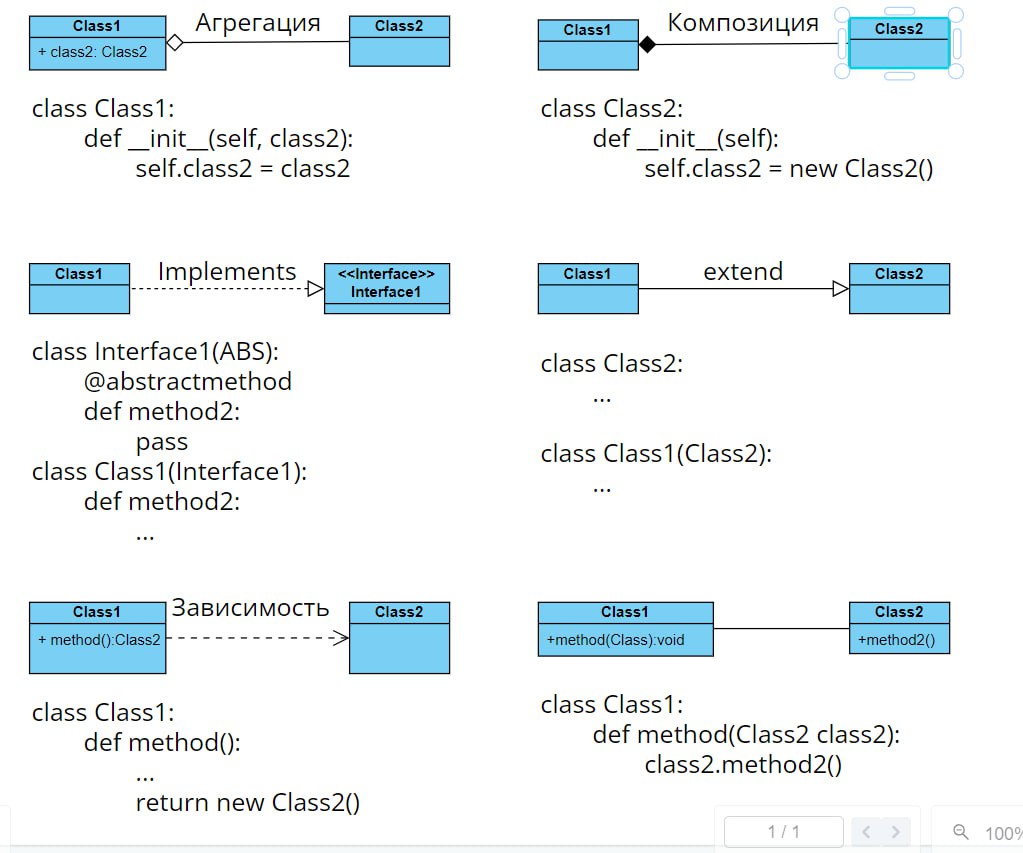 Class1
+ class2: Class2
Агрегация
Class2
class Class1:
def __init__(self, class2):
self.class2 = class2
Class1
Композиция
Class2
class Class2:
def __init__(self):
self.class2 = new Class2()
Class1
Implements
<<Interface>>
Interface1
class Interface1(ABS):
@abstractmethod
def method2:
pass
class Class1(Interface1):
def method2:
...
Class1
extend
Class2
class Class2:
...
class Class1(Class2):
...
Class1
+ method():Class2
Зависимость
Class2
class Class1:
def method():
...
return new Class2()
Class1
+method(Class):void
Class2
+method2()
class Class1:
def method(Class2 class2):
class2.method2()
1 / 1
100%